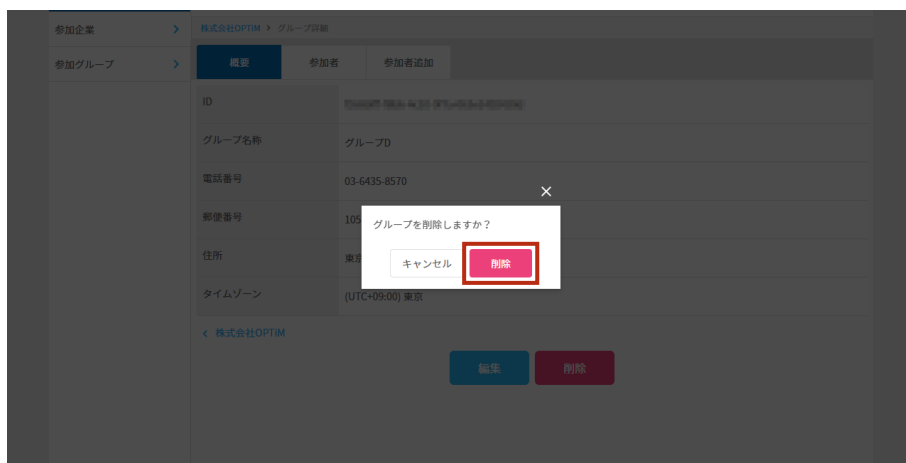 参加企業
参加グループ
株式会社OPTiM > グループ詳細
概要 参加者 参加者追加
ID
グループ名称 グループD
電話番号 03-6435-8570
郵便番号 105
住所
タイムゾーン (UTC+09:00) 東京
グループを削除しますか？
キャンセル 削除
株式会社OPTiM
編集 削除